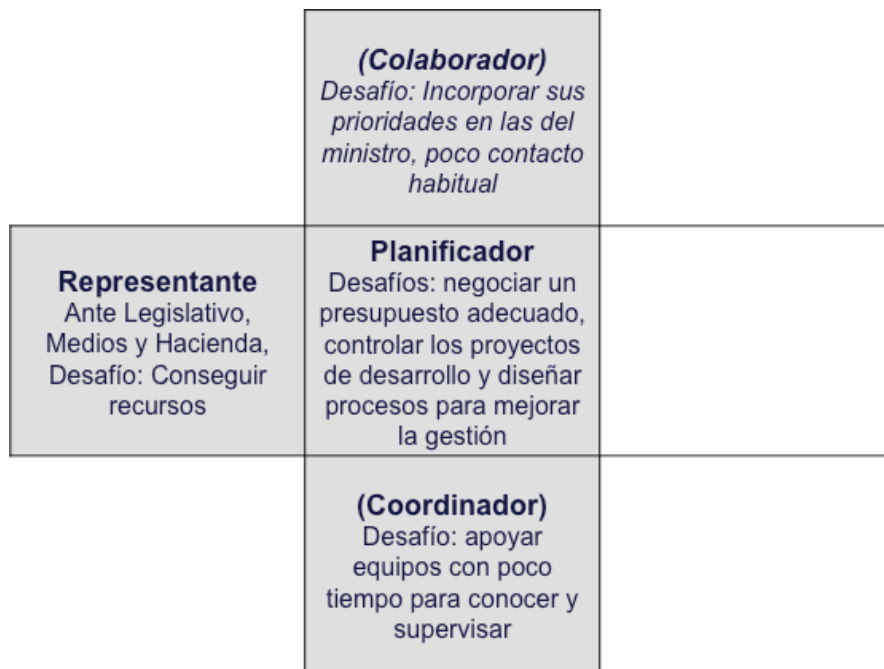 (Colaborador)
Desafío: Incorporar sus
prioridades en las del
ministro, poco contacto
habitual
Representante
Ante Legislativo,
Medios y Hacienda,
Desafío: Conseguir
recursos
Planificador
Desafíos: negociar un
presupuesto adecuado,
controlar los proyectos
de desarrollo y diseñar
procesos para mejorar
la gestión
(Coordinador)
Desafío: apoyar
equipos con poco
tiempo para conocer y
supervisar